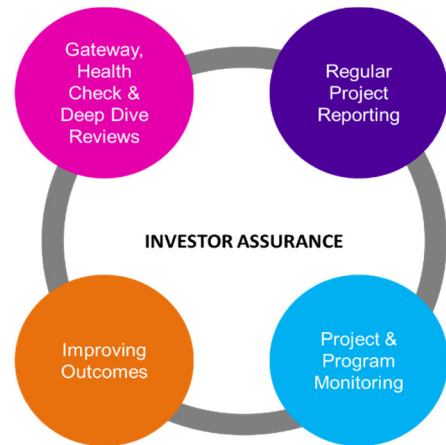 Gateway,
Health
Check &
Deep Dive
Reviews
Regular
Project
Reporting
INVESTOR ASSURANCE
Improving
Outcomes
Project &
Program
Monitoring